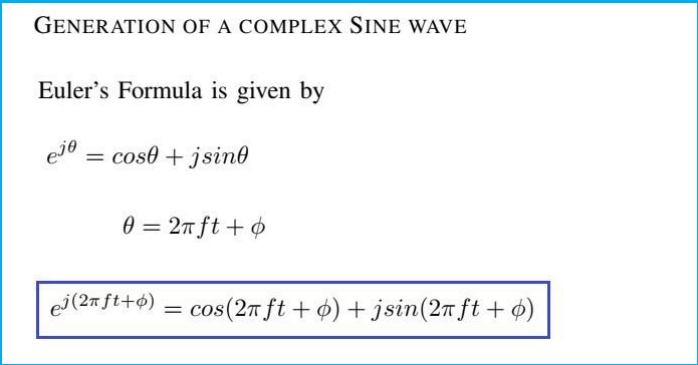 GENERATION OF A COMPLEX SINE WAVE
Euler's Formula is given by
e^{jθ} = cosθ + jsinθ
θ = 2πft + ϕ
e^{j(2πft+ϕ)} = cos(2πft + ϕ) + jsin(2πft + ϕ)